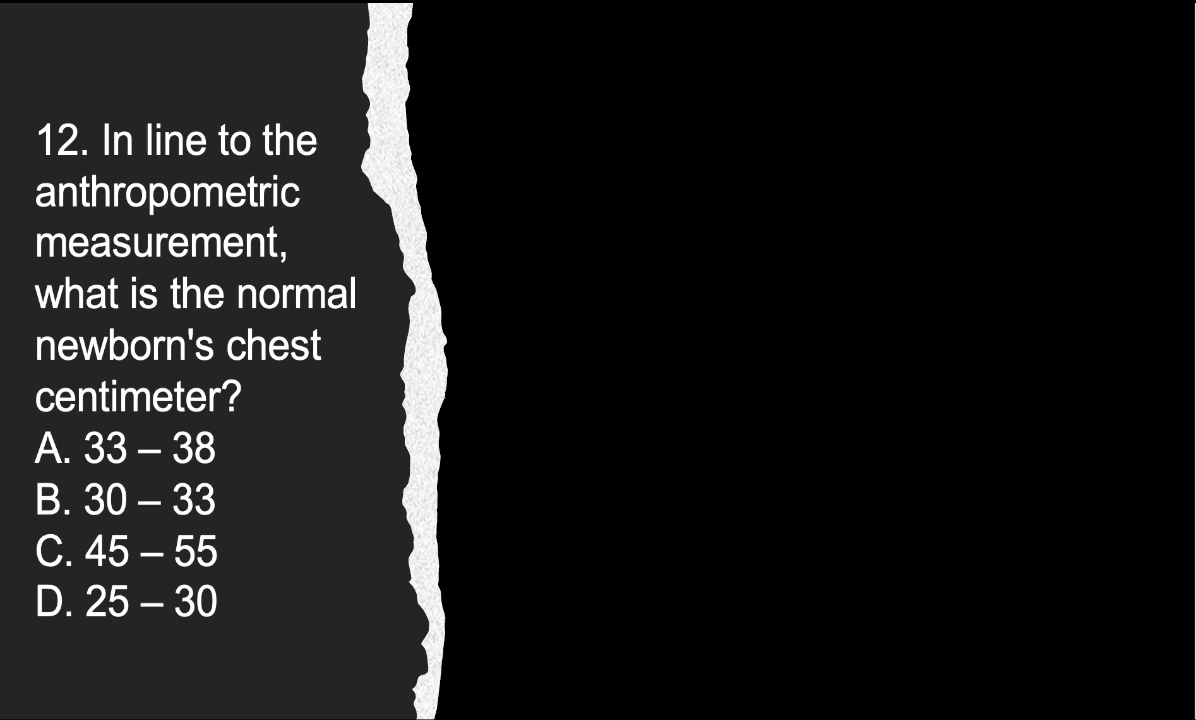 12. In line to the
anthropometric
measurement,
what is the normal
newborn's chest
centimeter?
A. 33 – 38
B. 30 – 33
C. 45 – 55
D. 25 – 30